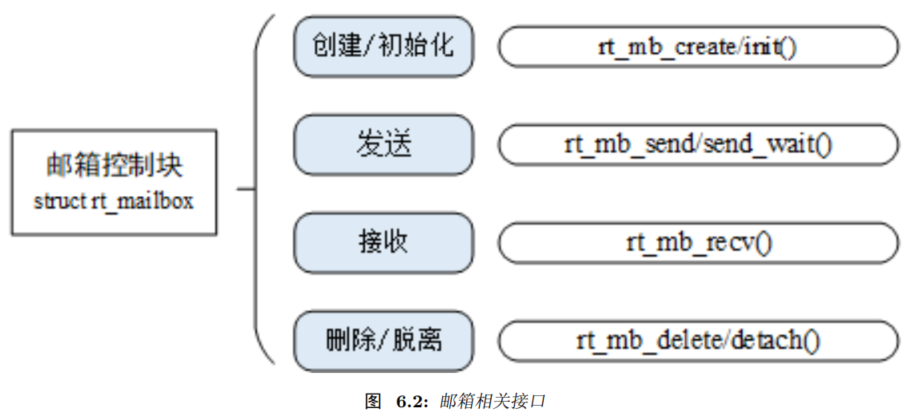 邮箱控制块
struct rt_mailbox
创建/初始化
rt_mb_create/init()
发送
rt_mb_send/send_wait()
接收
rt_mb_recv()
删除/脱离
rt_mb_delete/detach()
图 6.2: 邮箱相关接口